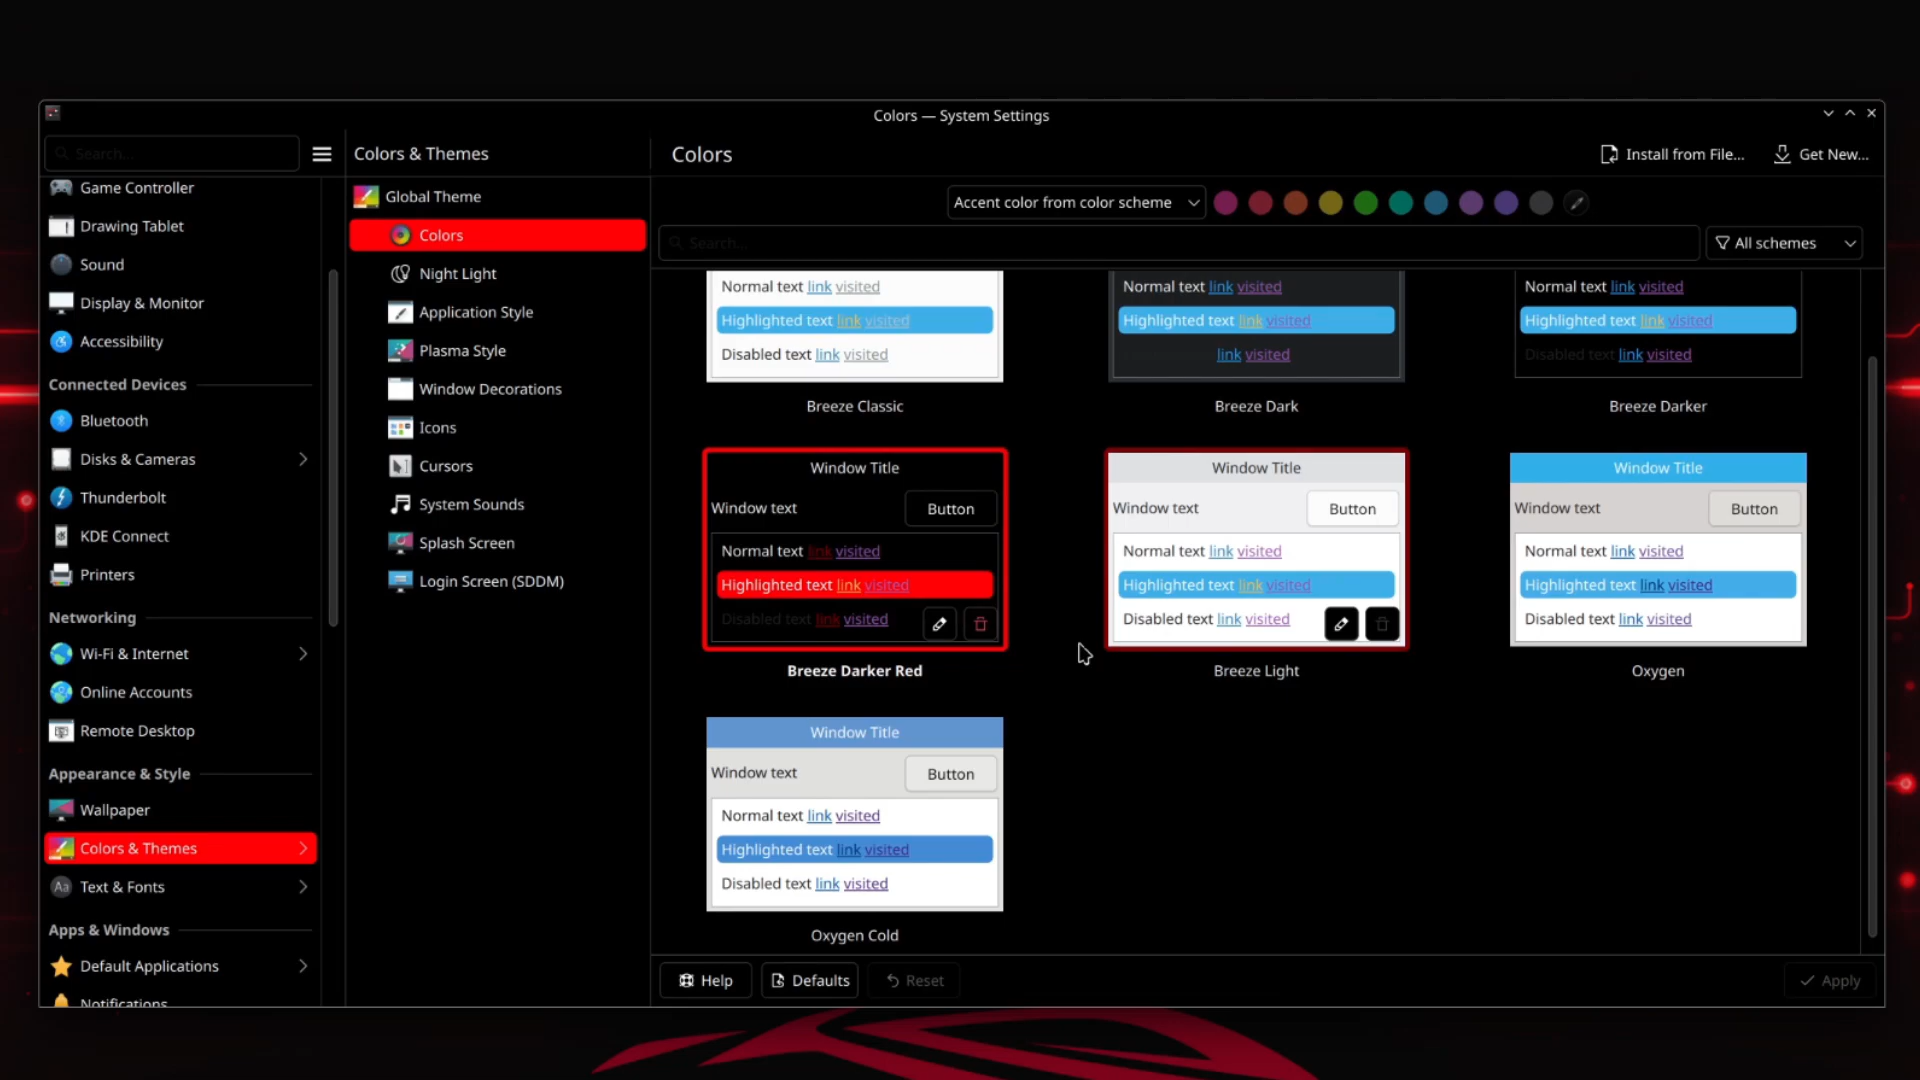 Colors — System Settings
Search...
Colors & Themes
Colors
Install from File...
Get New...
Game Controller
Drawing Tablet
Sound
Display & Monitor
Accessibility
Connected Devices
Bluetooth
Disks & Cameras
Thunderbolt
KDE Connect
Printers
Networking
Wi-Fi & Internet
Online Accounts
Remote Desktop
Appearance & Style
Wallpaper
Colors & Themes
Aa Text & Fonts
Apps & Windows
Default Applications
Notifications
Global Theme
Colors
Night Light
Application Style
Plasma Style
Window Decorations
Icons
Cursors
System Sounds
Splash Screen
Login Screen (SDDM)
Accent color from color scheme
Search...
All schemes
Normal text link visited
Highlighted text link visited
Disabled text link visited
Breeze Classic
Normal text link visited
Highlighted text link visited
link visited
Breeze Dark
Normal text link visited
Highlighted text link visited
Disabled text link visited
Breeze Darker
Window Title
Window text
Button
Normal text link visited
Highlighted text link visited
Disabled text link visited
Breeze Darker Red
Window Title
Window text
Button
Normal text link visited
Highlighted text link visited
Disabled text link visited
Breeze Light
Window Title
Window text
Button
Normal text link visited
Highlighted text link visited
Disabled text link visited
Oxygen
Window Title
Window text
Button
Normal text link visited
Highlighted text link visited
Disabled text link visited
Oxygen Cold
Help
Defaults
Reset
Apply